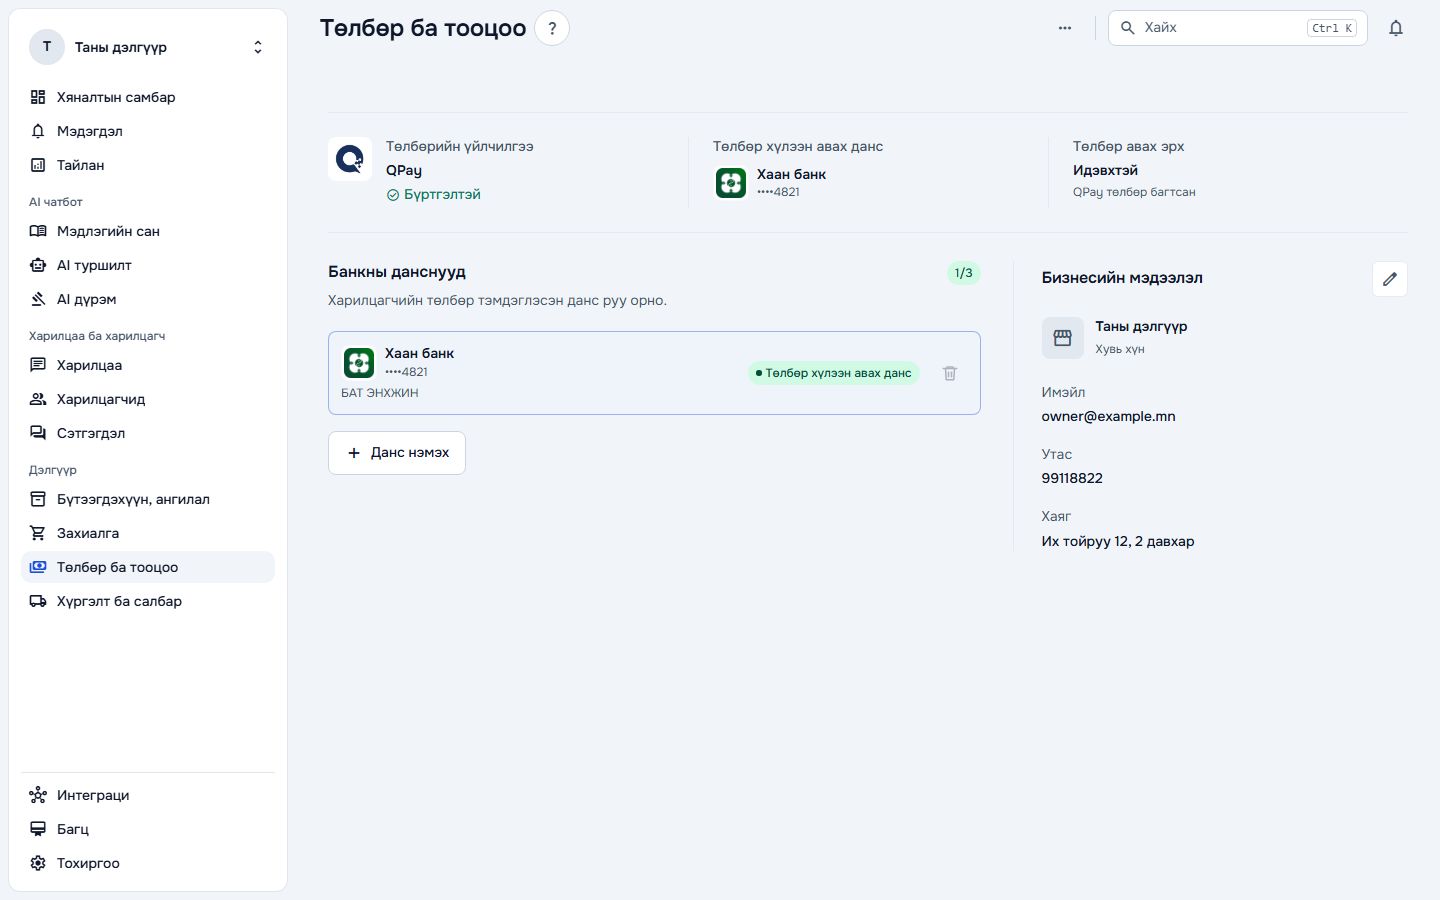 Т Таны дэлгүүр
Хяналтын самбар
Мэдэгдэл
Тайлан
AI чатбот
Мэдлэгийн сан
AI туршилт
AI дүрэм
Харилцаа ба харилцагч
Харилцаа
Харилцагчид
Сэтгэгдэл
Дэлгүүр
Бүтээгдэхүүн, ангилал
Захиалга
Төлбөр ба тооцоо
Хүргэлт ба салбар
Интеграци
Багц
Тохиргоо
Төлбөр ба тооцоо ?
Хайх Ctrl K
Төлбөрийн үйлчилгээ
QPay
Бүртгэлтэй
Төлбөр хүлээн авах данс
Хаан банк
••••4821
Төлбөр авах эрх
Идэвхтэй
QPay төлбөр багтсан
Банкны данснууд 1/3
Харилцагчийн төлбөр тэмдэглэсэн данс руу орно.
Хаан банк
••••4821
БАТ ЭНХЖИН
Төлбөр хүлээн авах данс
Данс нэмэх
Бизнесийн мэдээлэл
Таны дэлгүүр
Хувь хүн
Имэйл
owner@example.mn
Утас
99118822
Хаяг
Их тойруу 12, 2 давхар